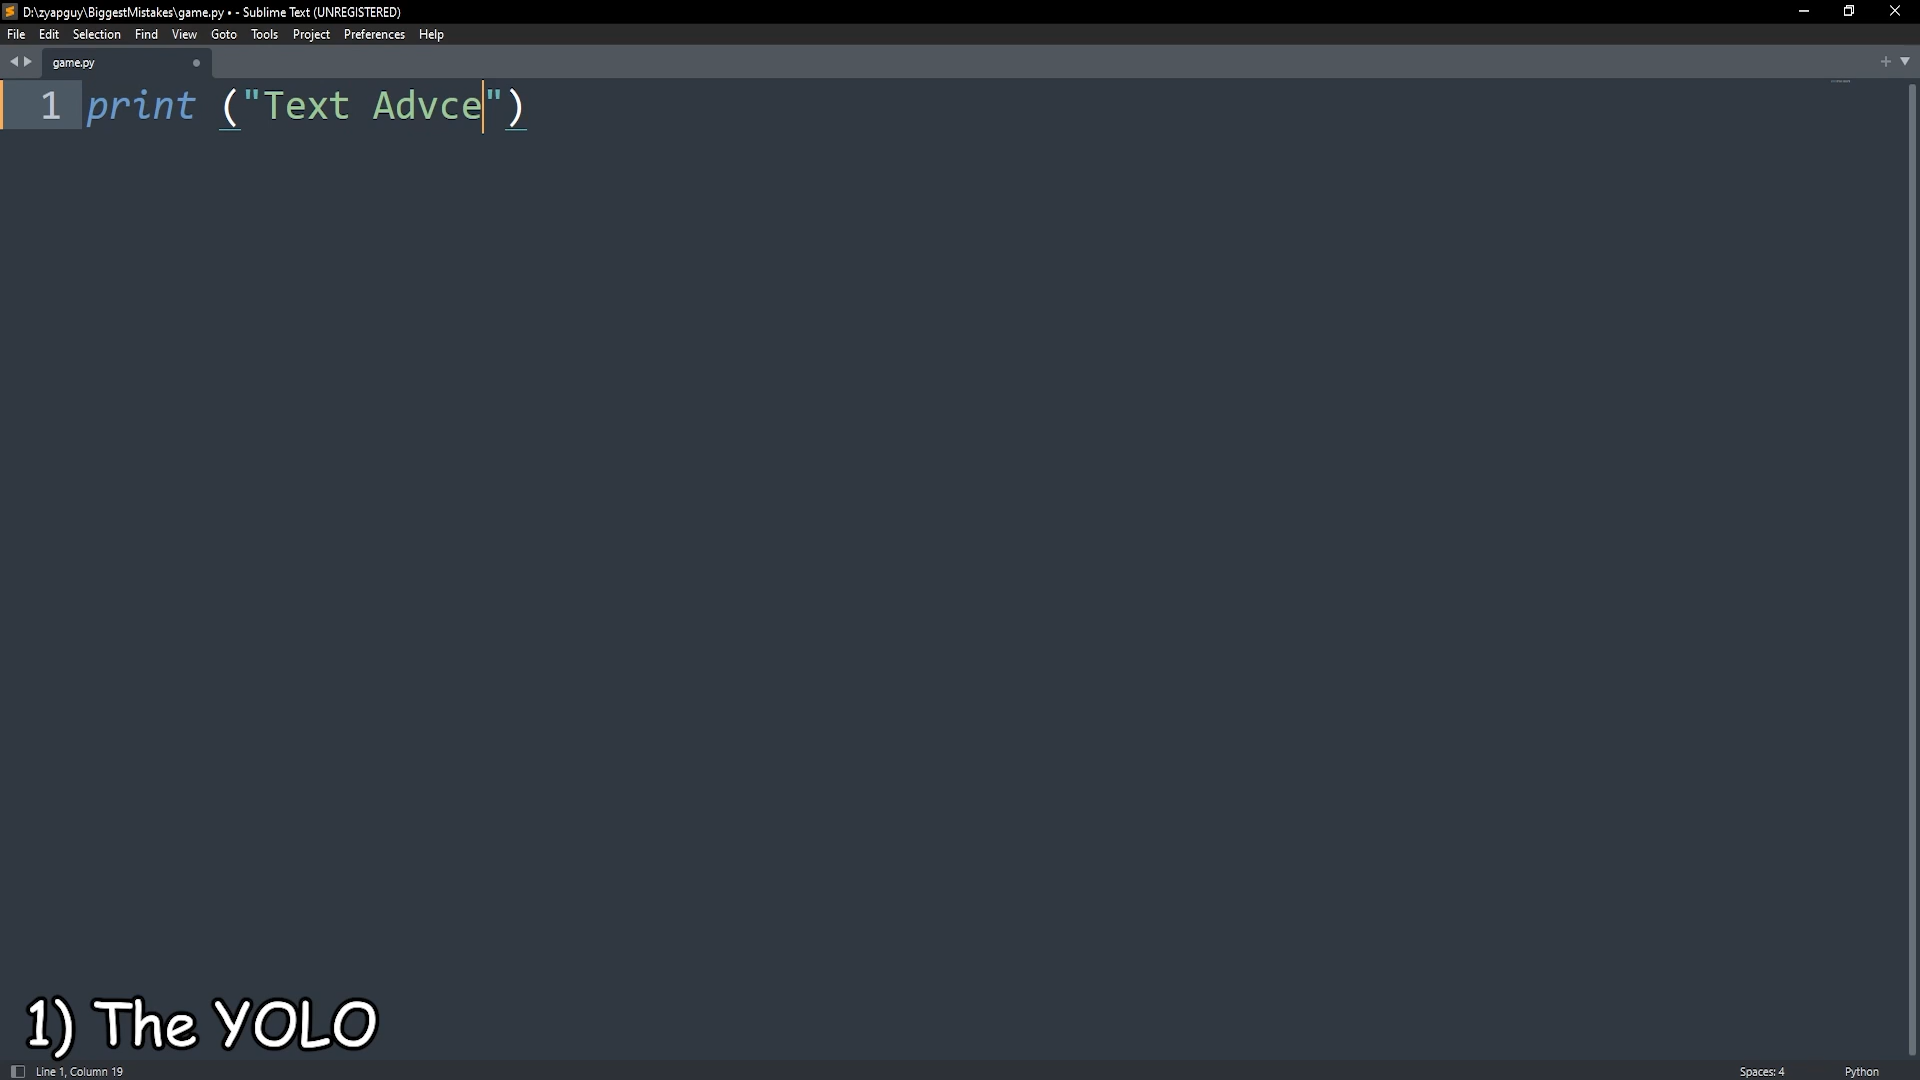 D:\zyapguy\BiggestMistakes\game.py • - Sublime Text (UNREGISTERED)
File Edit Selection Find View Goto Tools Project Preferences Help
game.py
1 print ("Text Advce")
1) The YOLO
Line 1, Column 19 Spaces: 4 Python